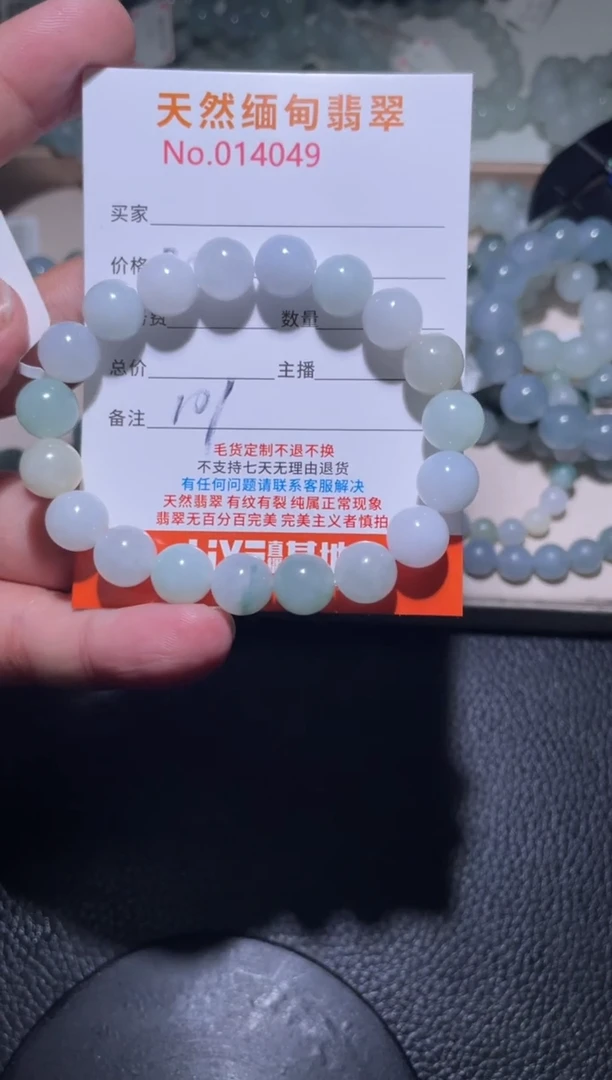 天然缅甸翡翠
No.014049
买家
价格
费 数量
总价 主播
备注
毛货定制不退不换
不支持七天无理由退货
有任何问题请联系客服解决
天然翡翠 有纹有裂 纯属正常现象
翡翠无百分百完美 完美主义者慎拍
基地